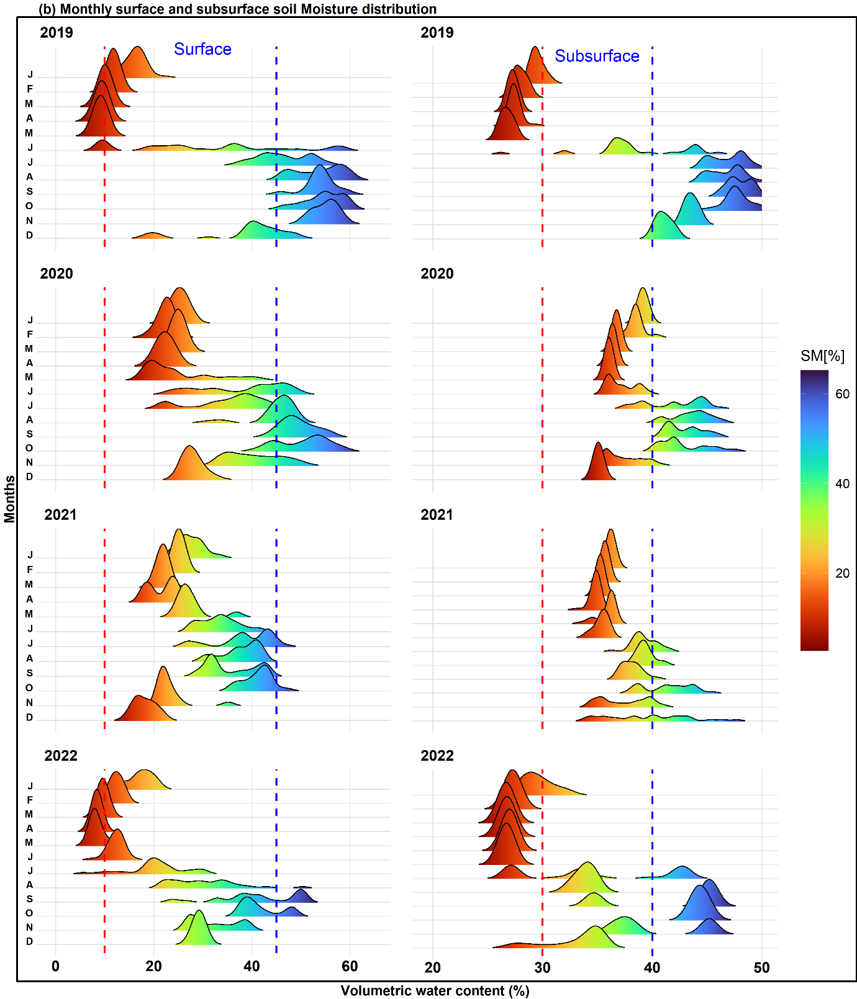 (b) Monthly surface and subsurface soil Moisture distribution
2019
2019
Surface
Subsurface
J
F
M
A
M
J
J
A
S
O
N
D
2020
2020
J
F
M
A
M
J
J
A
S
O
N
D
SM[%]
60
40
20
Months
2021
2021
J
F
M
A
M
J
J
A
S
O
N
D
2022
2022
J
F
M
A
M
J
J
A
S
O
N
D
0 20 40 60
20 30 40 50
Volumetric water content (%)